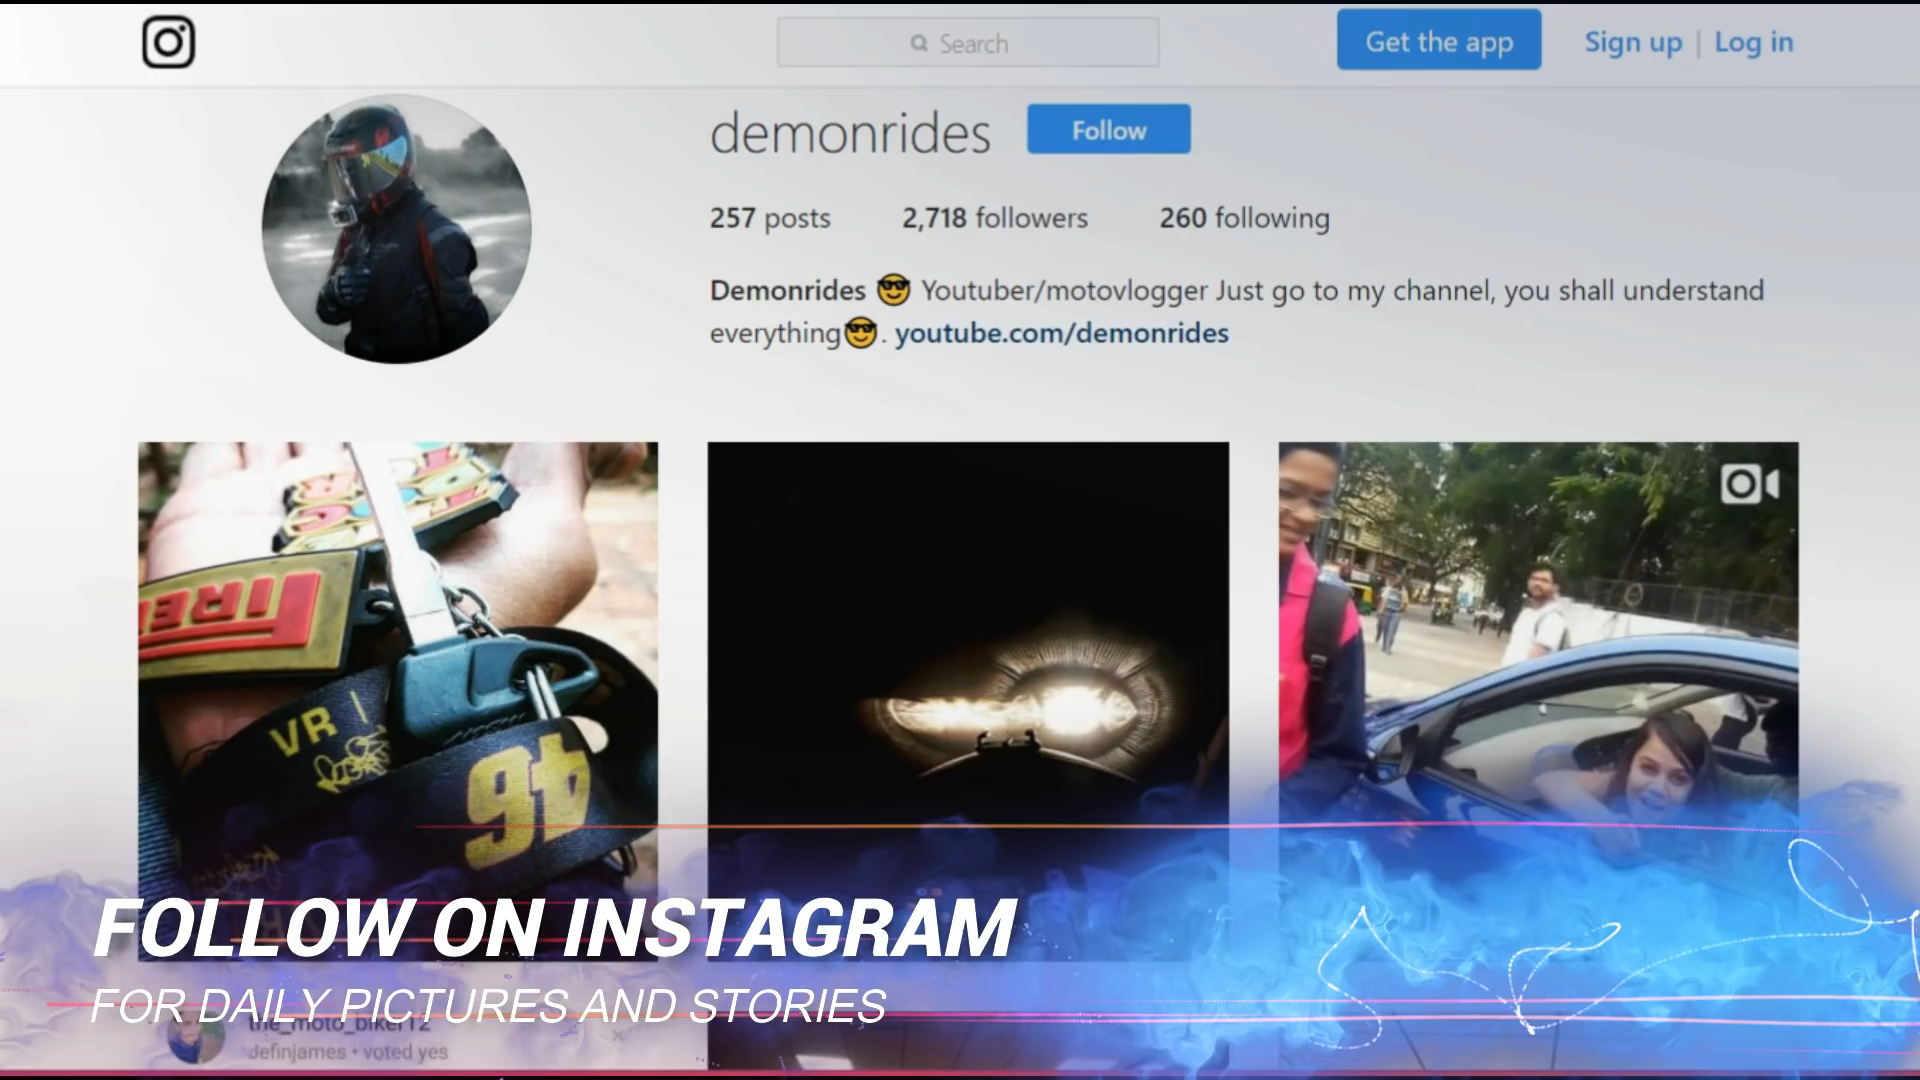 Search
Get the app
Sign up | Log in
demonrides
Follow
257 posts
2,718 followers
260 following
Demonrides 😎 Youtuber/motovlogger Just go to my channel, you shall understand
everything😎. youtube.com/demonrides
VR
46
FOLLOW ON INSTAGRAM
FOR DAILY PICTURES AND STORIES
the_moto_biker12
Jefinjames • voted yes